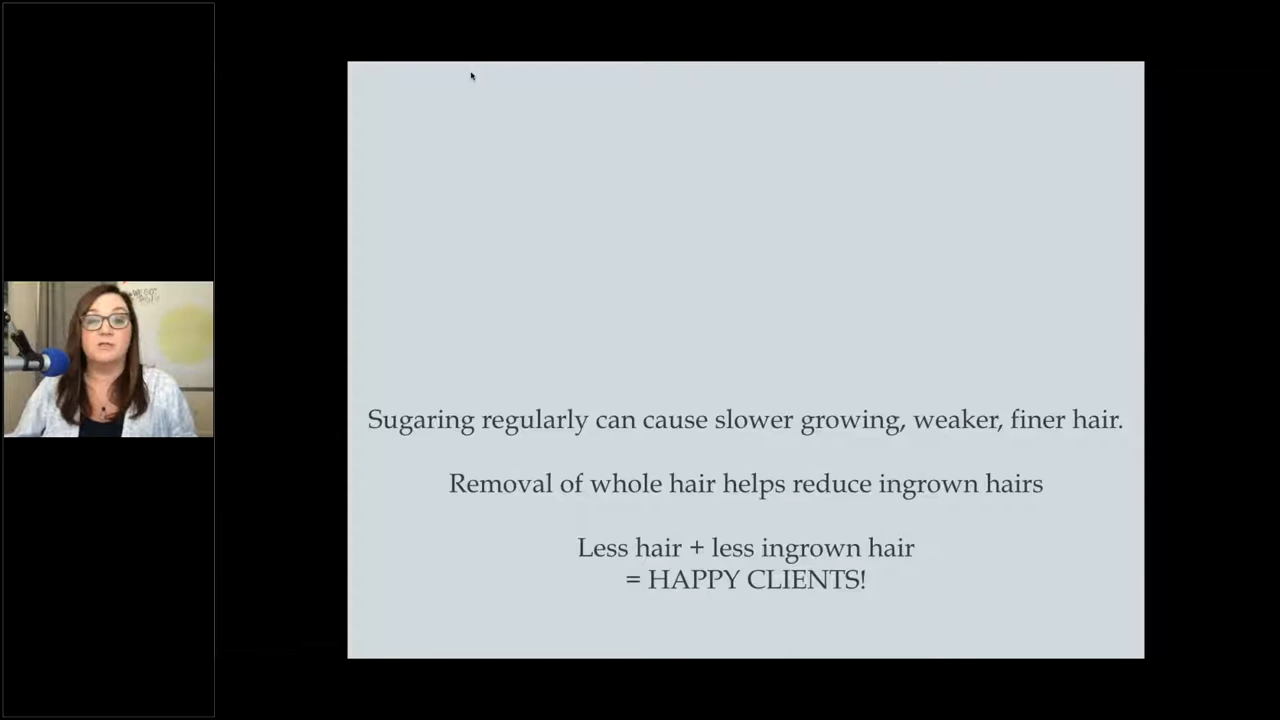 Sugaring regularly can cause slower growing, weaker, finer hair.
Removal of whole hair helps reduce ingrown hairs
Less hair + less ingrown hair
= HAPPY CLIENTS!